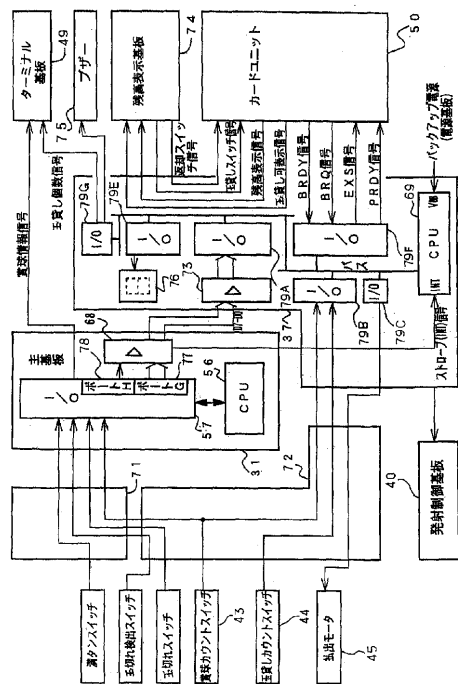 ターミナル
基板
49
ブザー
75
残高表示基板
74
カードユニット
50
賞球情報信号
玉貸し個数信号
返却スイッ
チ信号
玉貸しスイッチ信号
残高表示信号
玉貸し可表示信号
BRDY信号
BRQ信号
EXS信号
PRDY信号
79G
I/O
79E
I/O
76
I/O
79A
73
I/O
79F
バス
I/O
79B
I/O
79C
37
CPU
69
INT
VBB
バックアップ電源
(電源基板)
ストローブ(INT)信号
(D7-D0)
主基板
68
78
77
ポートH
ポートG
I/O
57
CPU
56
31
71
72
発射制御基板
40
満タンスイッチ
玉切れ検出スイッチ
玉切れスイッチ
賞球カウントスイッチ
43
玉貸しカウントスイッチ
44
払出モータ
45